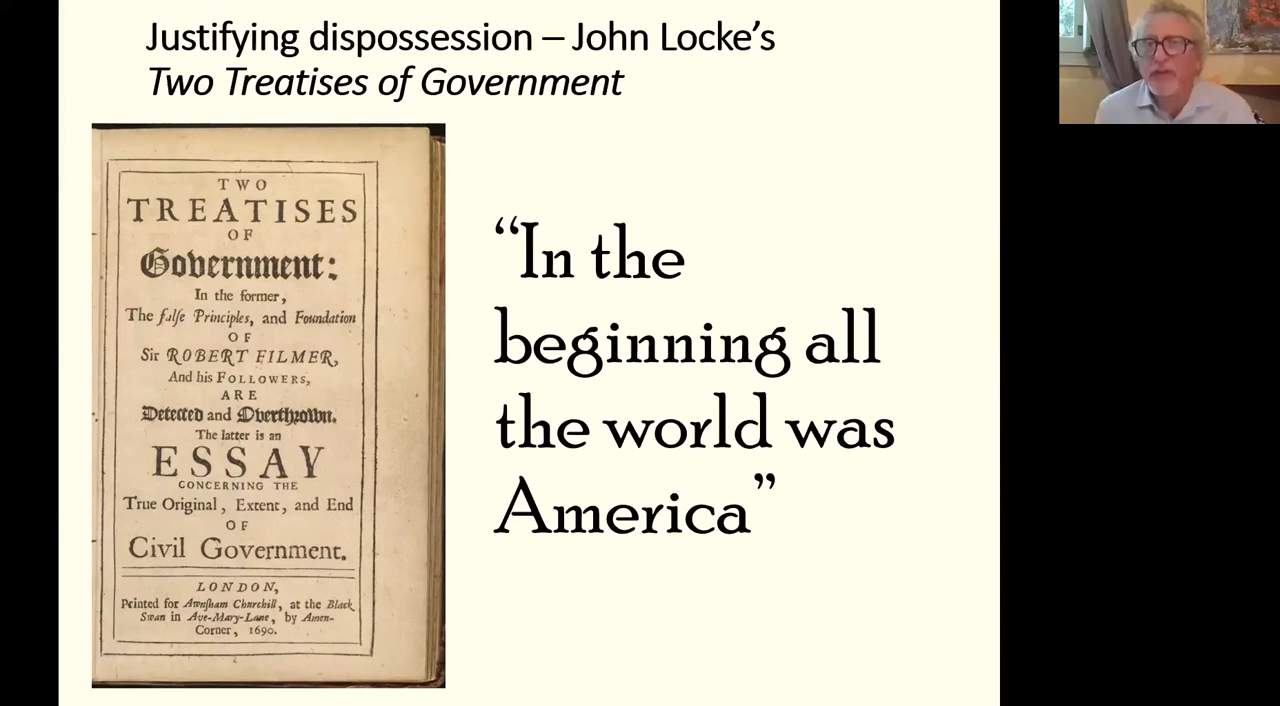 Justifying dispossession – John Locke’s
Two Treatises of Government
TWO
TREATISES
OF
Government:
In the former,
The false Principles, and Foundation
OF
Sir ROBERT FILMER,
And his FOLLOWERS,
ARE
Detected and Overthrown.
The latter is an
ESSAY
CONCERNING THE
True Original, Extent, and End
OF
Civil Government.
LONDON,
Printed for Awnsham Churchill, at the Black
Swan in Ave-Mary-Lane, by Amen-
Corner, 1690.
“In the
beginning all
the world was
America”